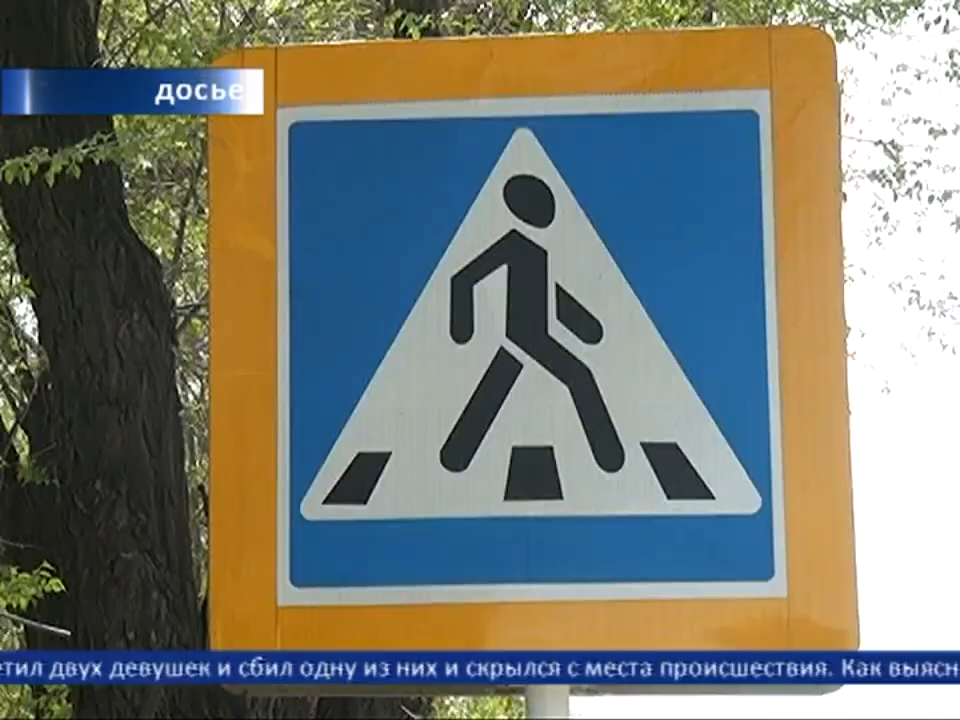 досье
етил двух девушек и сбил одну из них и скрылся с места происшествия. Как выясн